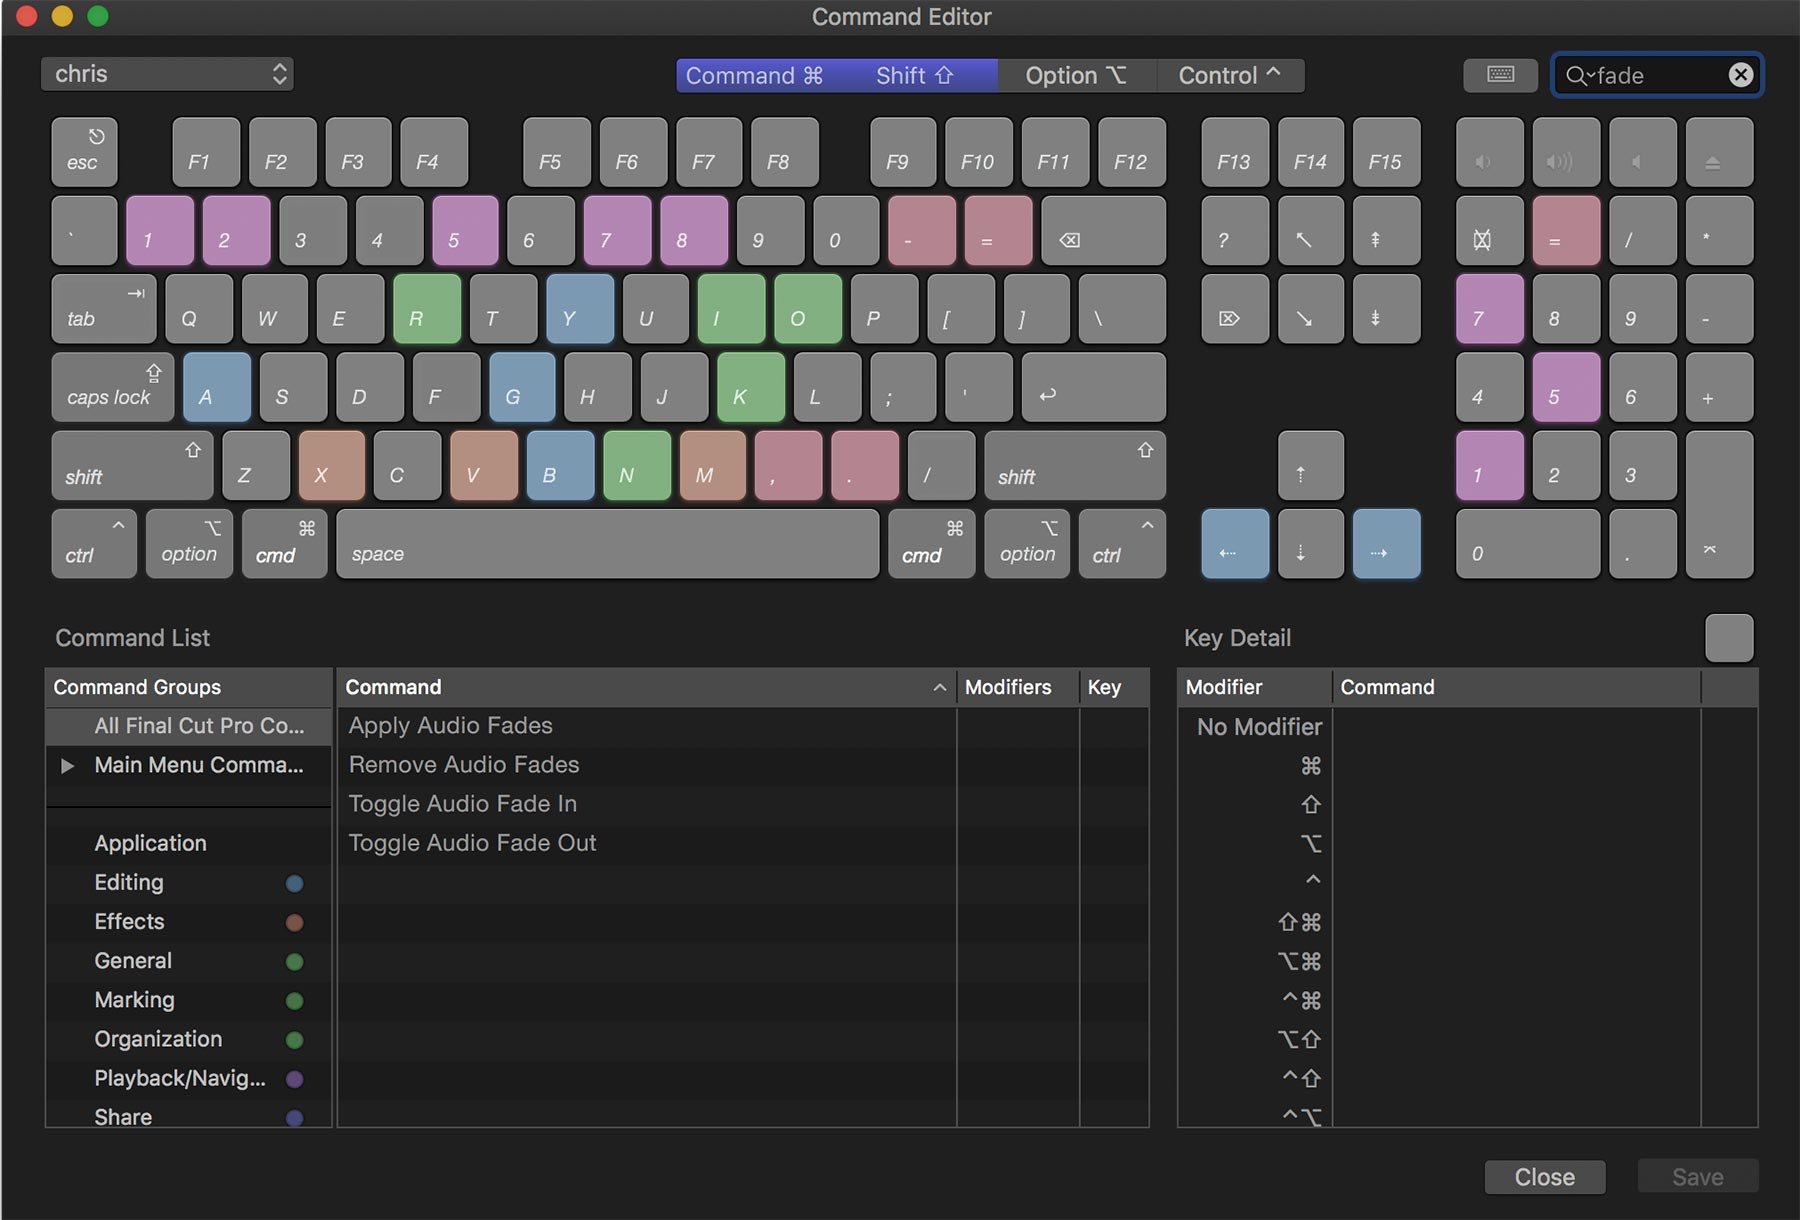 Command Editor
chris
Command ⌘ Shift ⇧ Option ⌥ Control ^
fade
esc F1 F2 F3 F4 F5 F6 F7 F8 F9 F10 F11 F12 F13 F14 F15
` 1 2 3 4 5 6 7 8 9 0 - = ⌫ ? ↖ ⇞ = / *
tab Q W E R T Y U I O P [ ] \ ⌦ ↘ ⇟ 7 8 9 -
caps lock A S D F G H J K L ; ' ↩ 4 5 6 +
shift ⇧ Z X C V B N M , . / shift ⇧ ⇡ 1 2 3
ctrl ^ option ⌥ cmd ⌘ space cmd ⌘ option ⌥ ctrl ^ ⇠ ⇣ ⇢ 0 . ⌅
Command List
Command Groups Command Modifiers Key
All Final Cut Pro Co... Apply Audio Fades
Main Menu Comma... Remove Audio Fades
Toggle Audio Fade In
Application Toggle Audio Fade Out
Editing
Effects
General
Marking
Organization
Playback/Navig...
Share
Key Detail
Modifier Command
No Modifier
⌘
⇧
⌥
^
⇧⌘
⌥⌘
^⌘
⌥⇧
^⇧
^⌥
Close Save